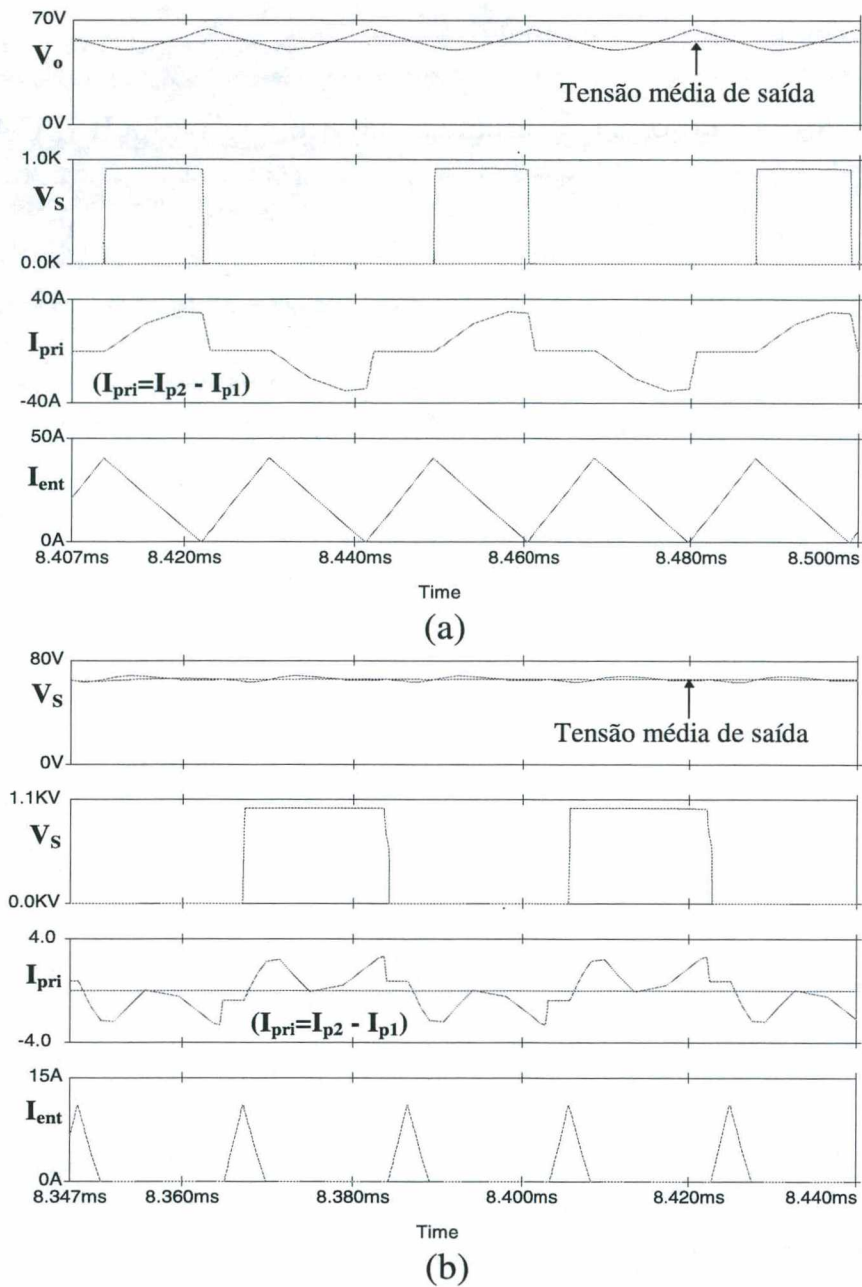 70V
Vo
Tensão média de saída
0V
1.0K
VS
0.0K
40A
Ipri
(Ipri=Ip2 - Ip1)
-40A
50A
Ient
0A
8.407ms 8.420ms 8.440ms 8.460ms 8.480ms 8.500ms
Time
(a)
80V
VS
Tensão média de saída
0V
1.1KV
VS
0.0KV
4.0
Ipri
(Ipri=Ip2 - Ip1)
-4.0
15A
Ient
0A
8.347ms 8.360ms 8.380ms 8.400ms 8.420ms 8.440ms
Time
(b)